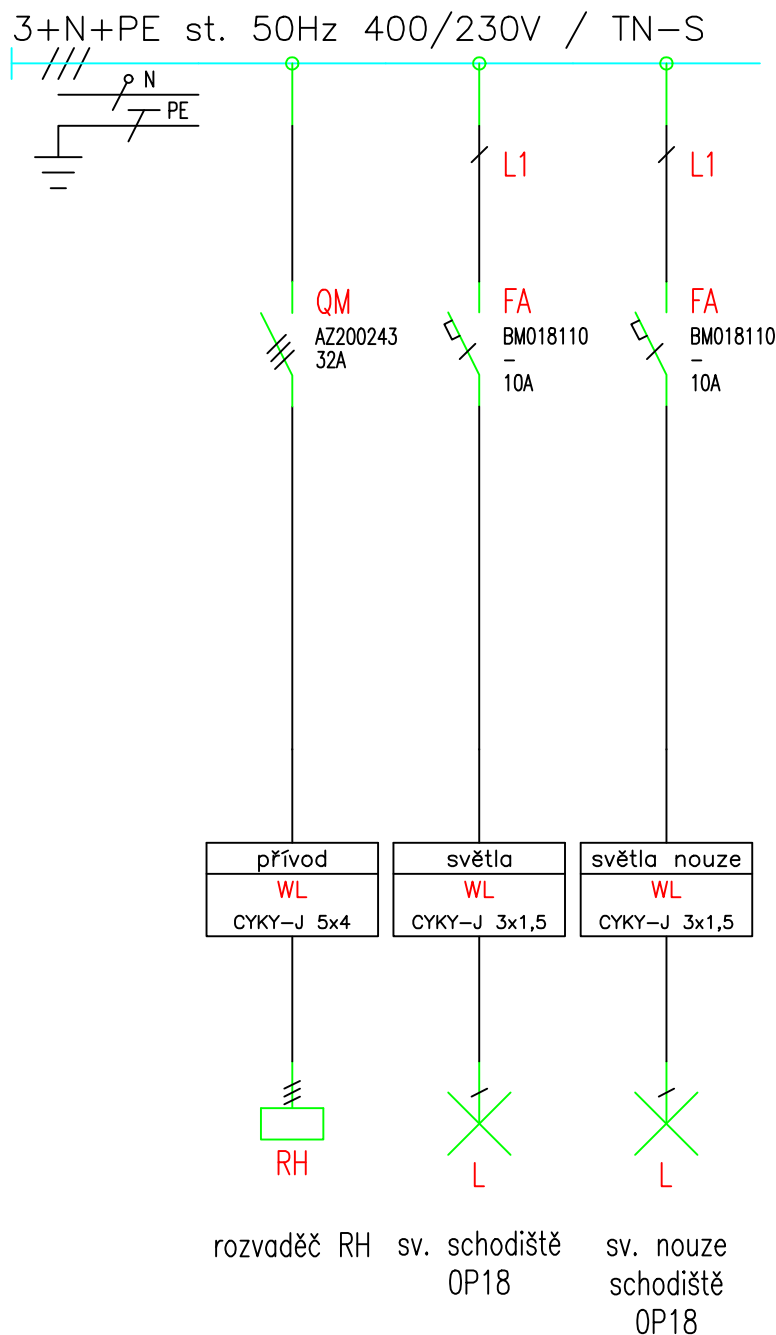 3+N+PE st. 50Hz 400/230V / TN-S
N
PE
L1
L1
QM
AZ200243
32A
FA
BM018110
-
10A
FA
BM018110
-
10A
přívod
WL
CYKY-J 5x4
světla
WL
CYKY-J 3x1,5
světla nouze
WL
CYKY-J 3x1,5
RH
L
L
rozvaděč RH
sv. schodiště
OP18
sv. nouze
schodiště
OP18